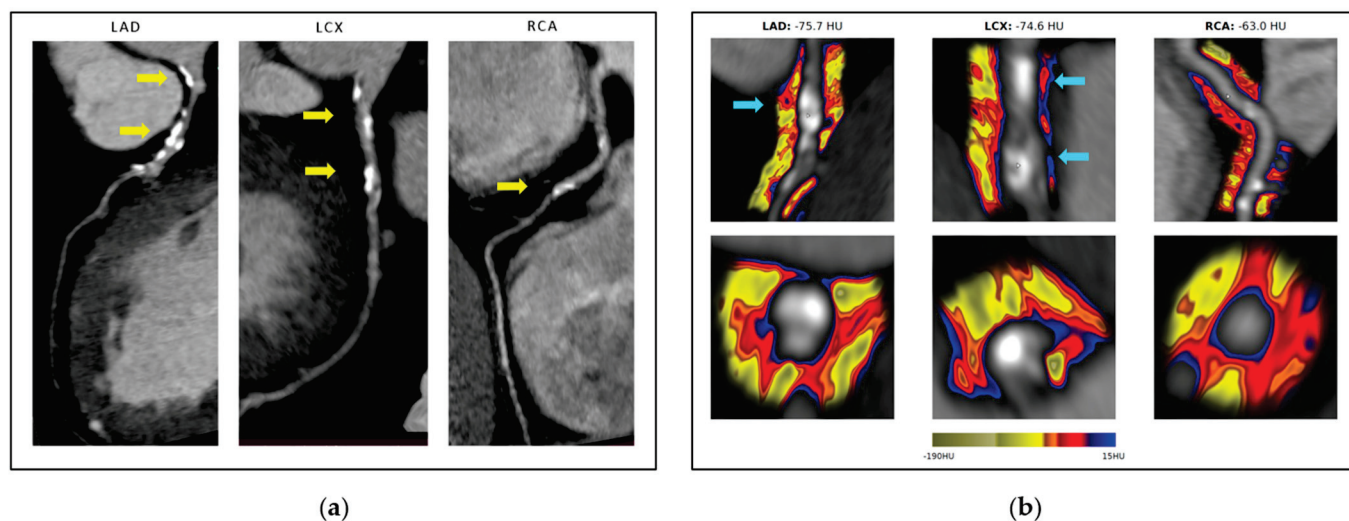 LAD LCX RCA
LAD: -75.7 HU LCX: -74.6 HU RCA: -63.0 HU
-190HU 15HU
(a) (b)